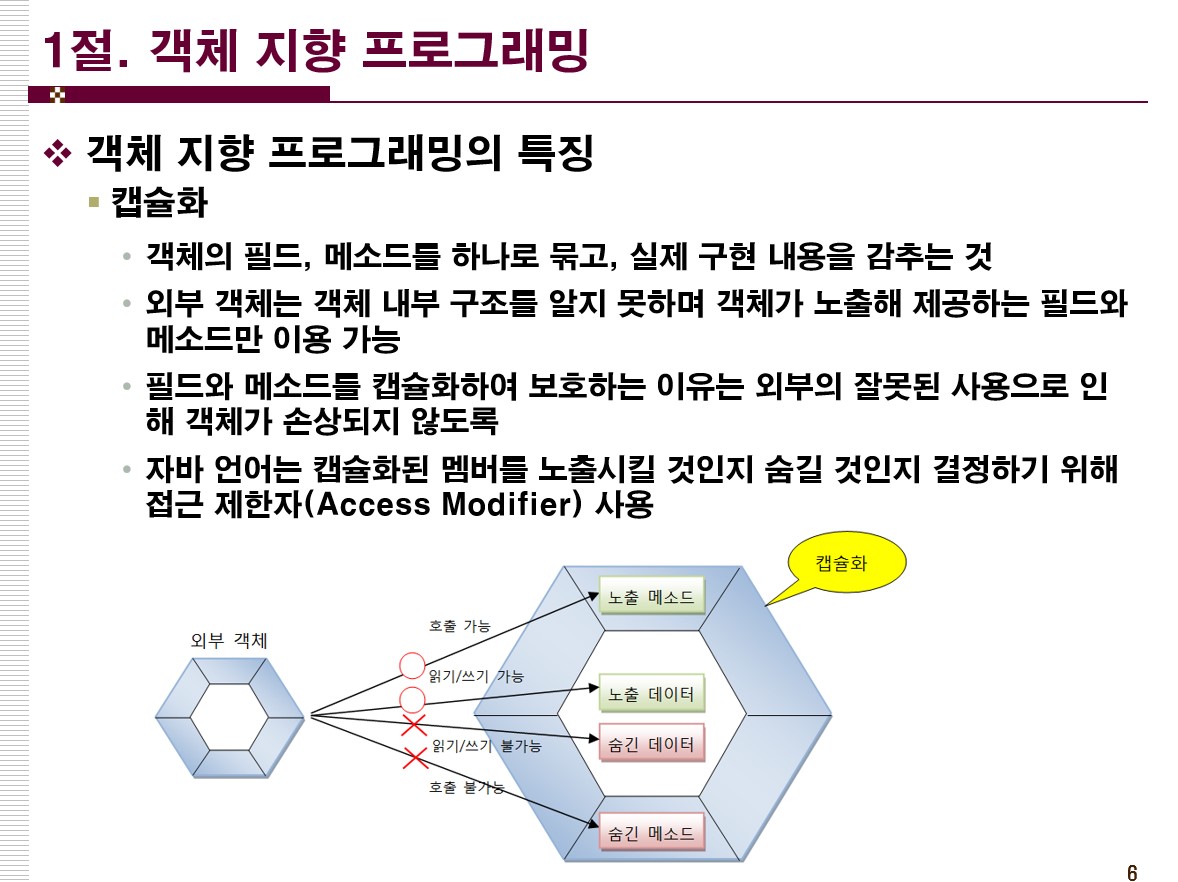 1절. 객체 지향 프로그래밍
객체 지향 프로그래밍의 특징
캡슐화
객체의 필드, 메소드를 하나로 묶고, 실제 구현 내용을 감추는 것
외부 객체는 객체 내부 구조를 알지 못하며 객체가 노출해 제공하는 필드와
메소드만 이용 가능
필드와 메소드를 캡슐화하여 보호하는 이유는 외부의 잘못된 사용으로 인
해 객체가 손상되지 않도록
자바 언어는 캡슐화된 멤버를 노출시킬 것인지 숨길 것인지 결정하기 위해
접근 제한자(Access Modifier) 사용
캡슐화
노출 메소드
호출 가능
외부 객체
읽기/쓰기 가능
노출 데이터
숨긴 데이터
읽기/쓰기 불가능
호출 불가능
숨긴 메소드
6